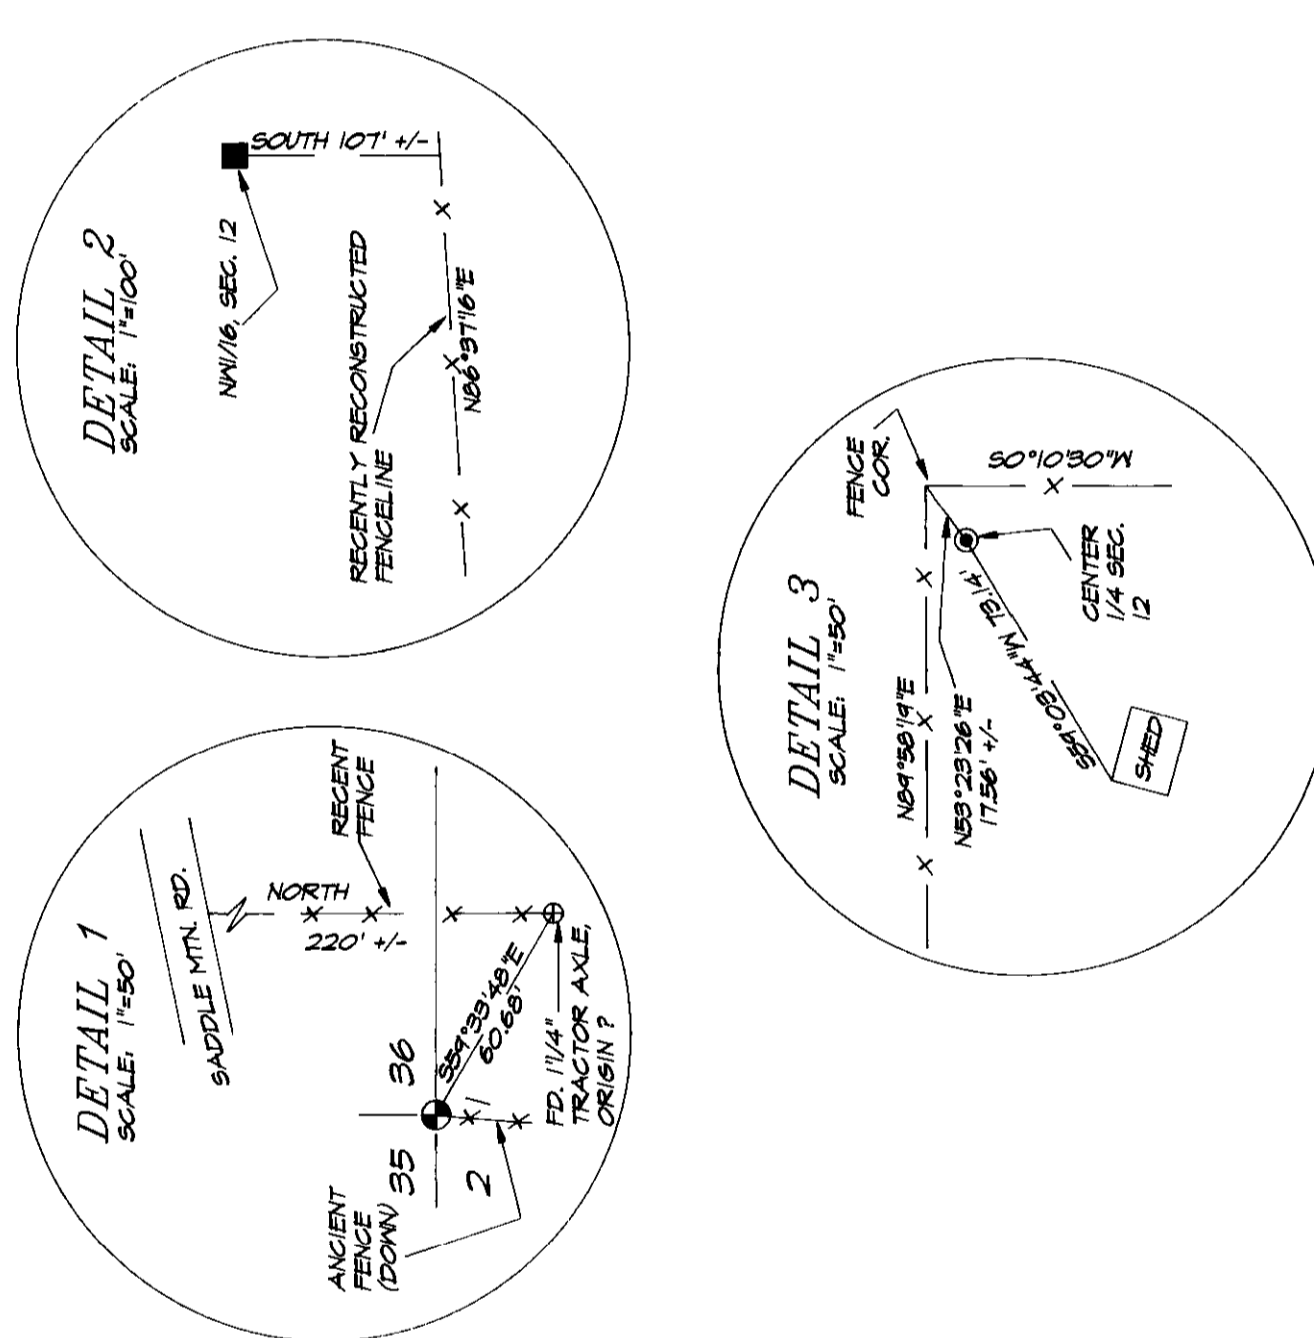 DETAIL 1
SCALE: 1"=50'
SADDLE MTN. RD.
NORTH
220' +/-
RECENT
FENCE
35
36
2
1
S59°33'48"E
60.68'
ANCIENT
FENCE
(DOWN)
FD. 1 1/4"
TRACTOR AXLE,
ORIGIN ?
DETAIL 2
SCALE: 1"=100'
NW1/16, SEC. 12
SOUTH 107' +/-
RECENTLY RECONSTRUCTED
FENCELINE
N86°37'16"E
DETAIL 3
SCALE: 1"=50'
FENCE
COR.
N89°58'19"E
N53°23'26"E
17.56' +/-
S0°10'30"W
S59°03'44"W 73.14'
CENTER
1/4 SEC.
12
SHED